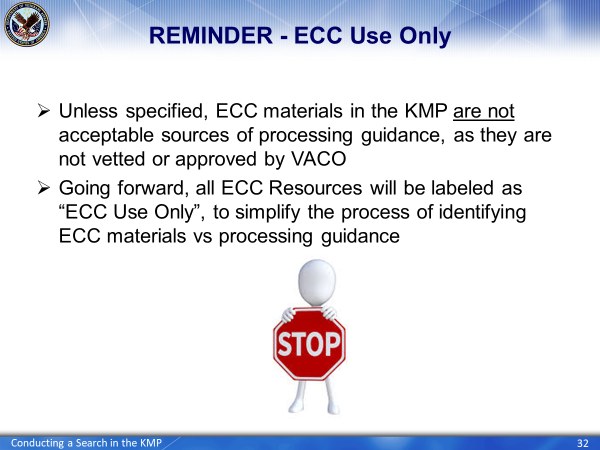 REMINDER - ECC Use Only
➢ Unless specified, ECC materials in the KMP are not
acceptable sources of processing guidance, as they are
not vetted or approved by VACO
➢ Going forward, all ECC Resources will be labeled as
“ECC Use Only”, to simplify the process of identifying
ECC materials vs processing guidance
STOP
Conducting a Search in the KMP
32